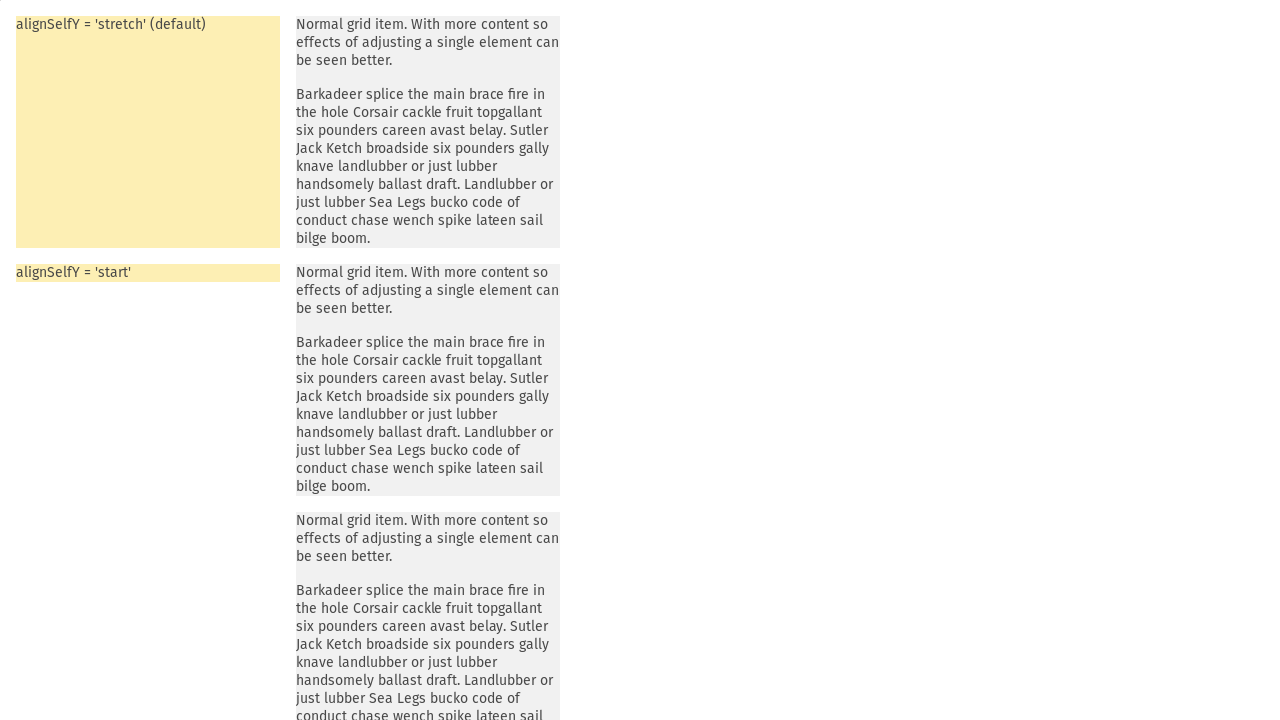 alignSelfY = 'stretch' (default)
Normal grid item. With more content so
effects of adjusting a single element can
be seen better.
Barkadeer splice the main brace fire in
the hole Corsair cackle fruit topgallant
six pounders careen avast belay. Sutler
Jack Ketch broadside six pounders gally
knave landlubber or just lubber
handsomely ballast draft. Landlubber or
just lubber Sea Legs bucko code of
conduct chase wench spike lateen sail
bilge boom.
alignSelfY = 'start'
Normal grid item. With more content so
effects of adjusting a single element can
be seen better.
Barkadeer splice the main brace fire in
the hole Corsair cackle fruit topgallant
six pounders careen avast belay. Sutler
Jack Ketch broadside six pounders gally
knave landlubber or just lubber
handsomely ballast draft. Landlubber or
just lubber Sea Legs bucko code of
conduct chase wench spike lateen sail
bilge boom.
Normal grid item. With more content so
effects of adjusting a single element can
be seen better.
Barkadeer splice the main brace fire in
the hole Corsair cackle fruit topgallant
six pounders careen avast belay. Sutler
Jack Ketch broadside six pounders gally
knave landlubber or just lubber
handsomely ballast draft. Landlubber or
just lubber Sea Legs bucko code of
conduct chase wench spike lateen sail